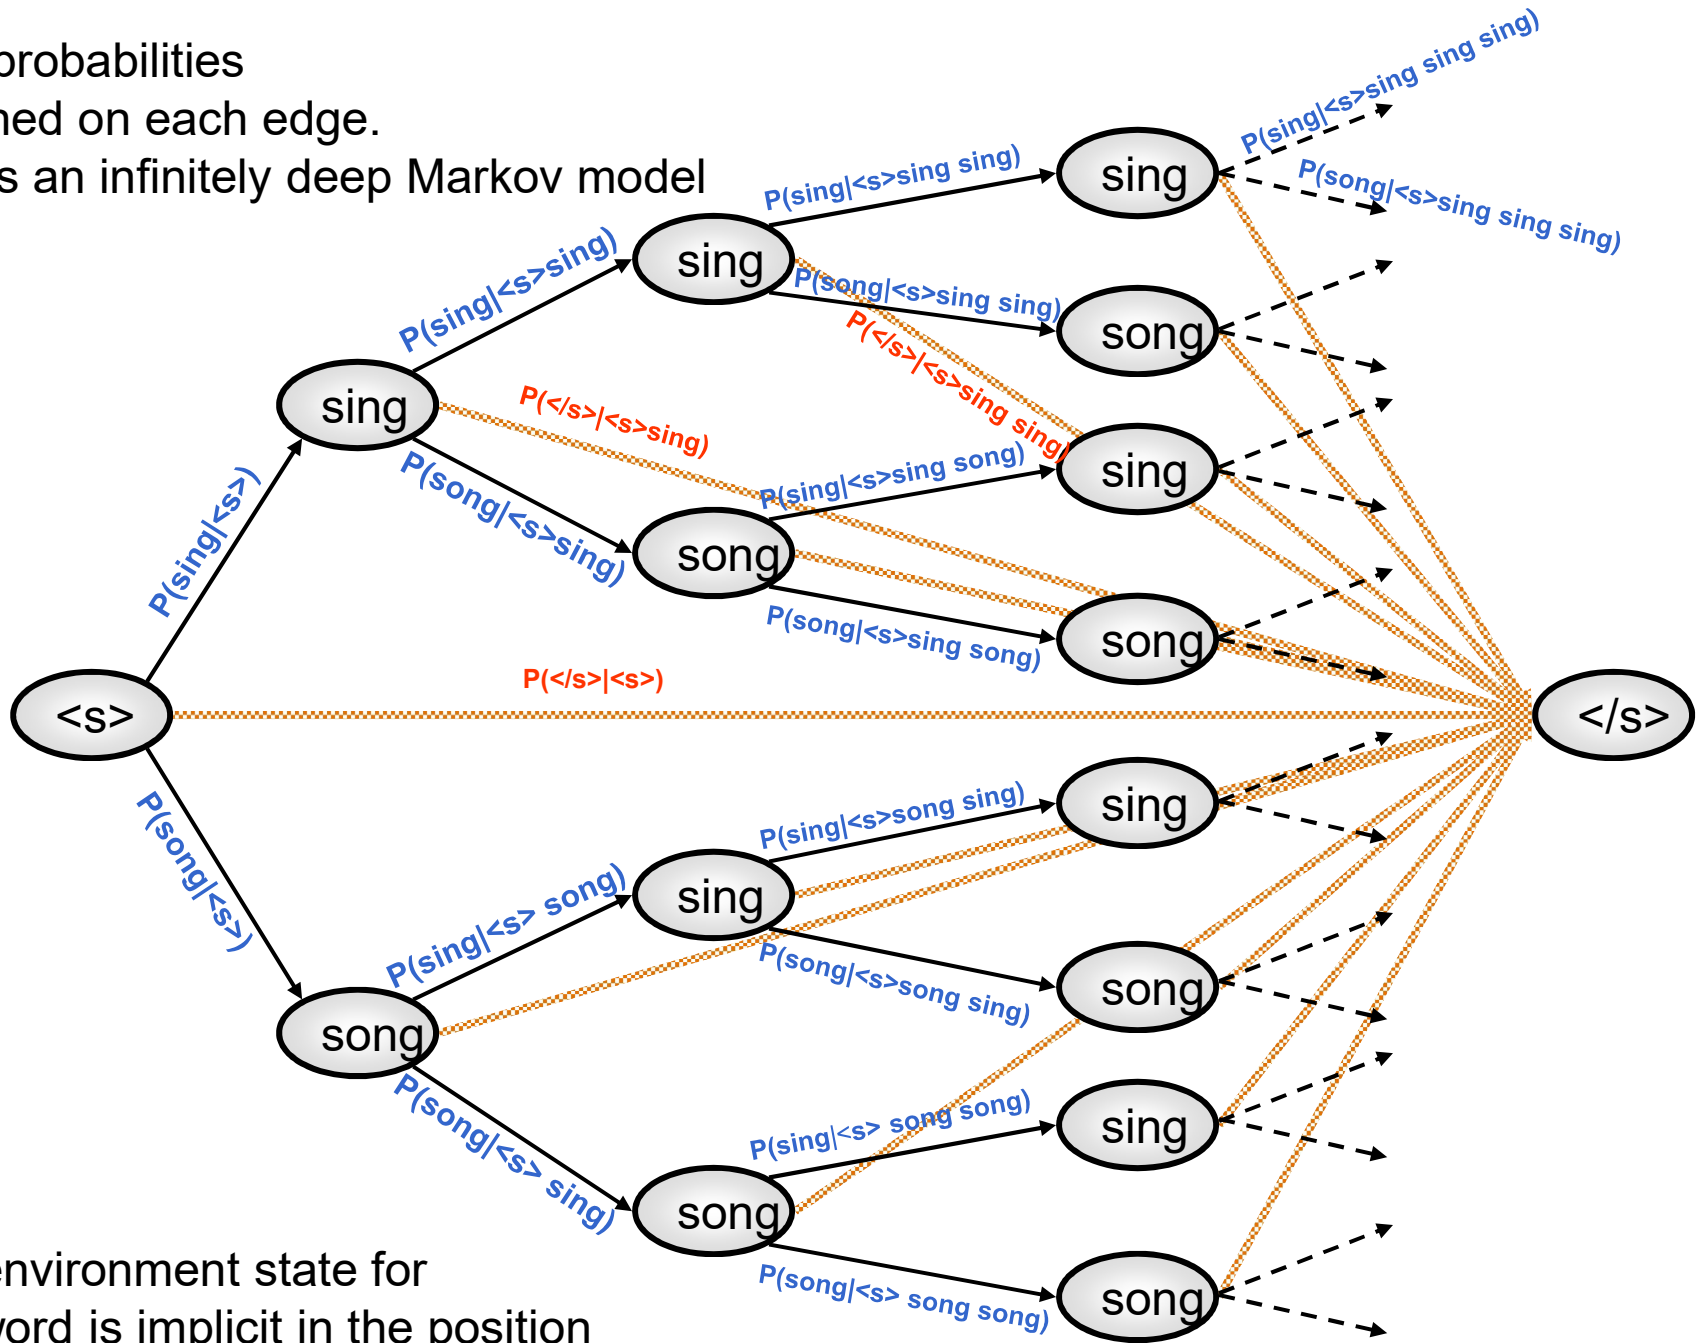 probabilities
ned on each edge.
s an infinitely deep Markov model
P(sing|<s>sing sing sing)
P(song|<s>sing sing sing)
P(sing|<s>sing sing)
sing
P(sing|<s>sing)
sing
P(song|<s>sing sing)
song
P(</s>|<s>sing sing)
sing
P(</s>|<s>sing)
P(sing|<s>sing song)
sing
P(song|<s>sing)
P(sing|<s>)
song
P(song|<s>sing song)
song
P(</s>|<s>)
<s>
</s>
P(song|<s>)
P(sing|<s>song sing)
sing
P(sing|<s> song)
sing
P(song|<s>song sing)
song
song
P(song|<s> sing)
P(sing|<s> song song)
sing
song
P(song|<s> song song)
song
environment state for
word is implicit in the position